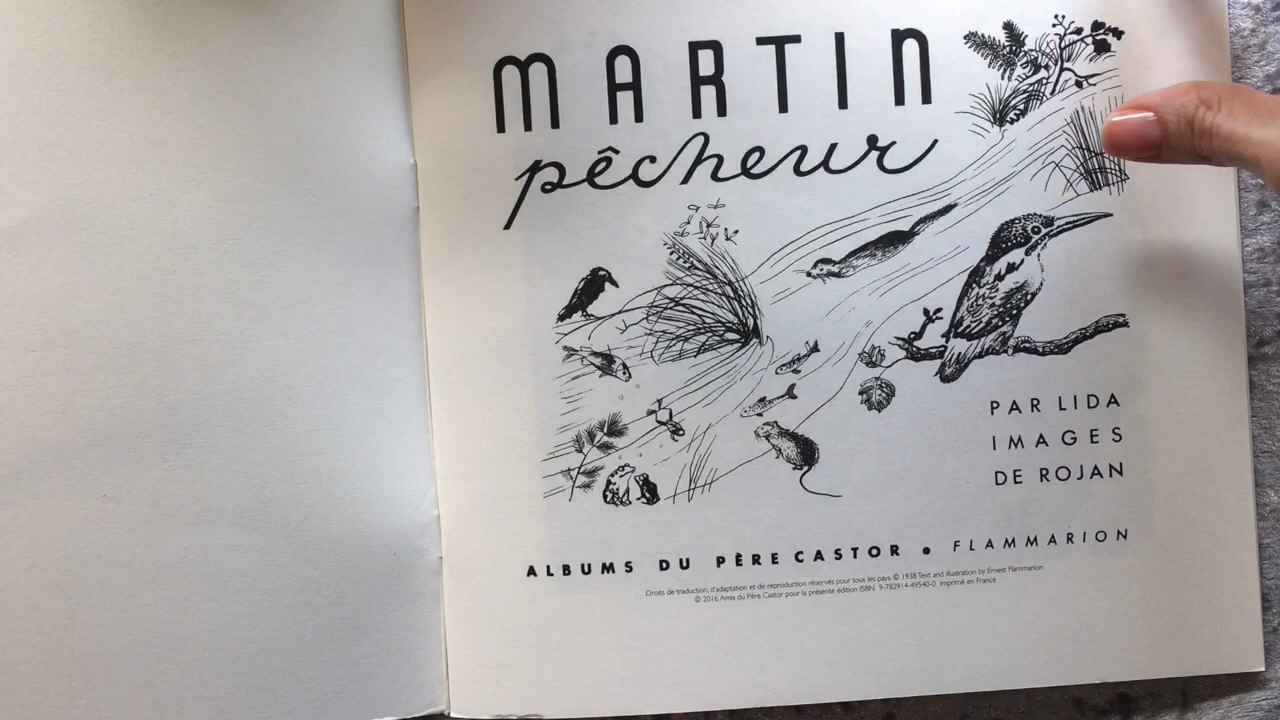 MARTIN
pêcheur
PAR LIDA
IMAGES
DE ROJAN
ALBUMS DU PÈRE CASTOR • FLAMMARION
Droits de traduction, d'adaptation et de reproduction réservés pour tous les pays. © 1938 Text and illustration by Ernest Flammarion
© 2016 Amis du Père Castor pour la présente édition ISBN 9-782914-49540-0 Imprimé en France